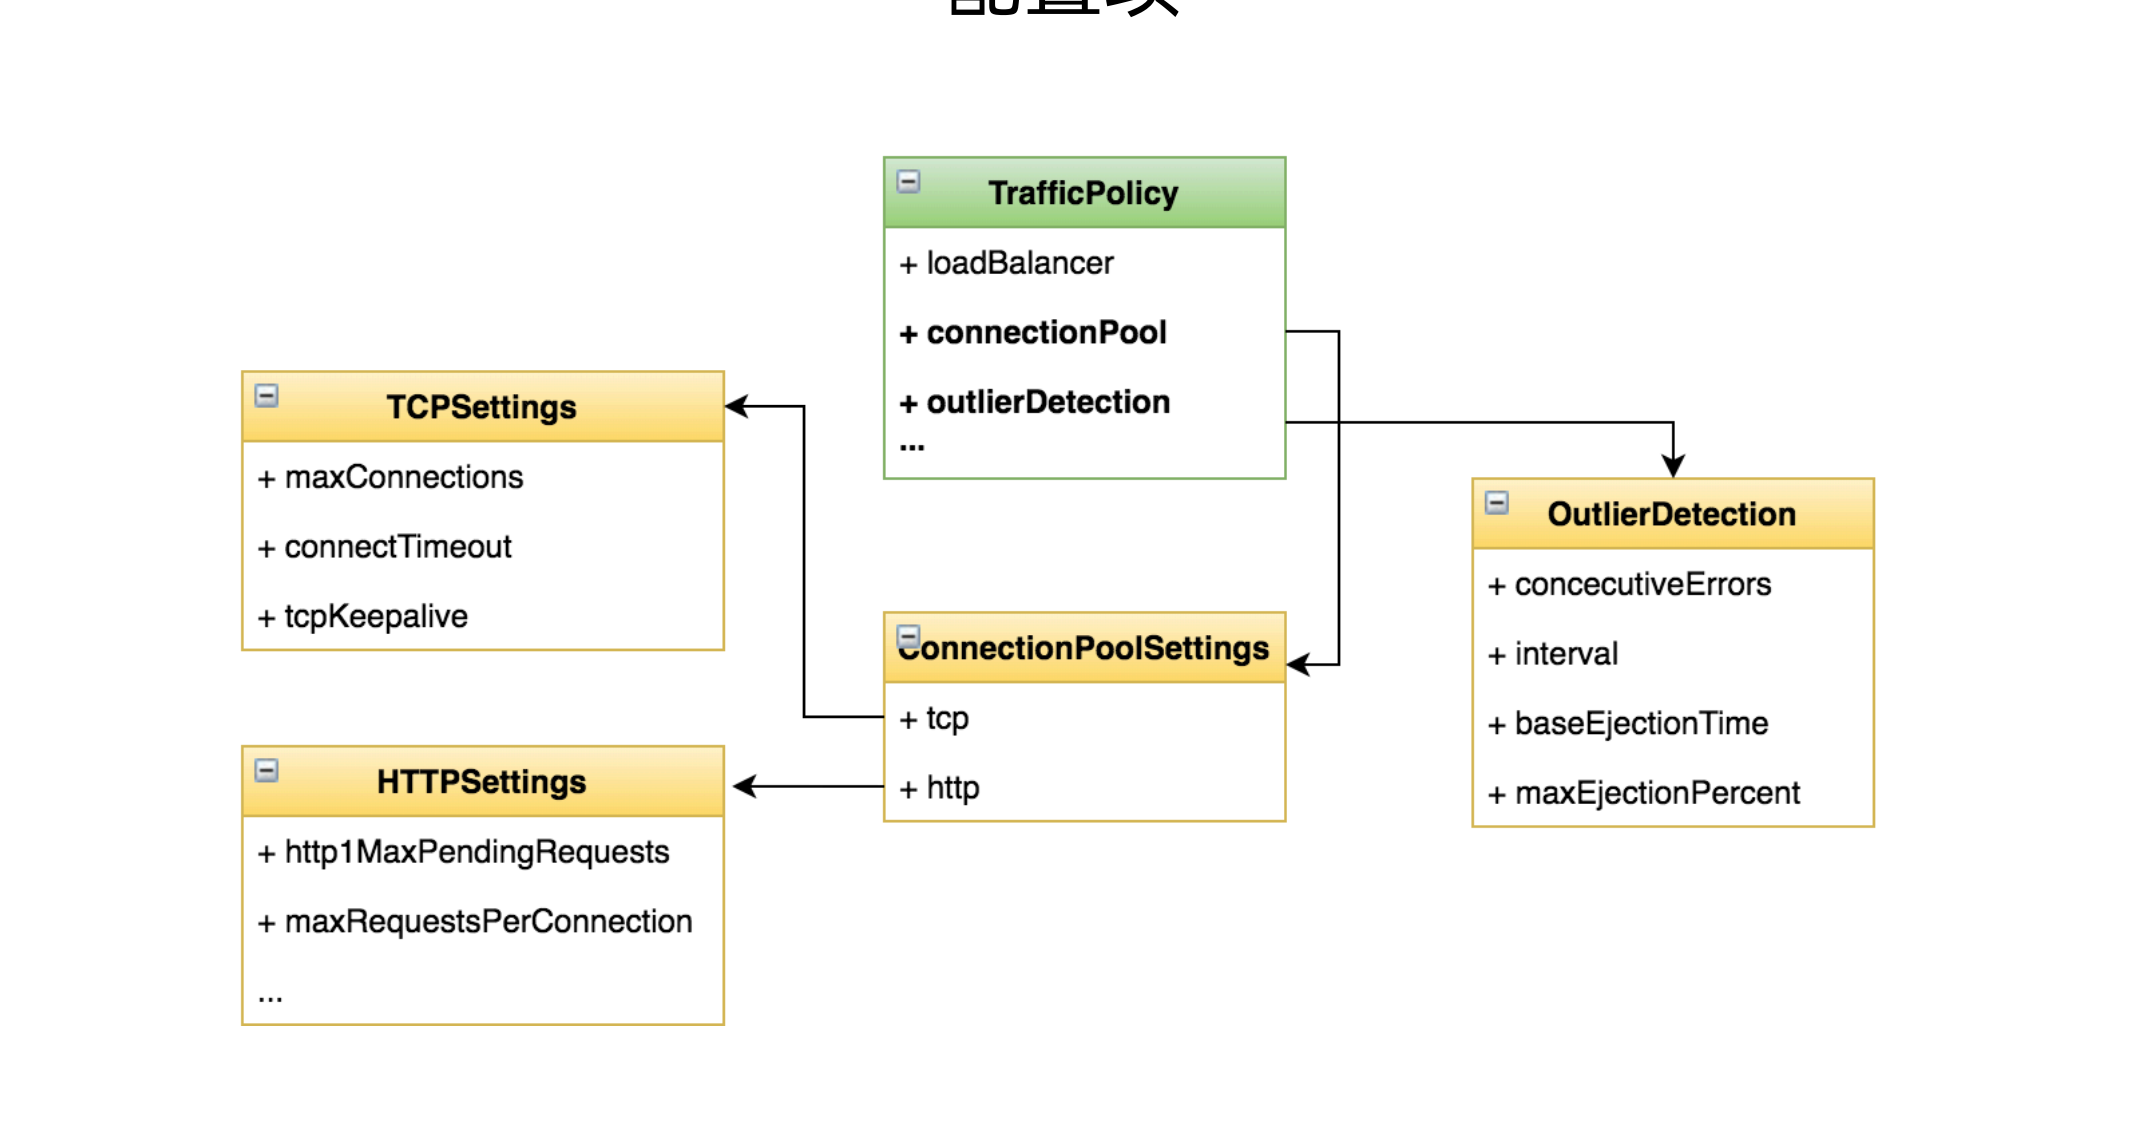 TrafficPolicy
+ loadBalancer
+ connectionPool
+ outlierDetection
...
TCPSettings
+ maxConnections
+ connectTimeout
+ tcpKeepalive
OutlierDetection
+ concecutiveErrors
+ interval
+ baseEjectionTime
+ maxEjectionPercent
ConnectionPoolSettings
+ tcp
+ http
HTTPSettings
+ http1MaxPendingRequests
+ maxRequestsPerConnection
...